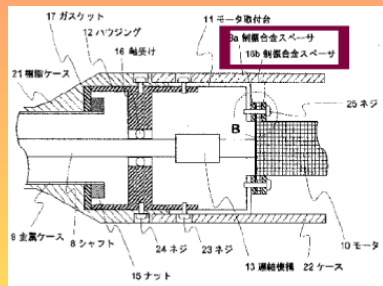 17 ガスケット
12 ハウジング
16 軸受け
11 モータ取付台
6a 制振合金スペーサ
16b 制振合金スペーサ
21 樹脂ケース
25 ネジ
B
9 金属ケース
8 シャフト
15 ナット
24 ネジ
23 ネジ
13 連結機構
22 ケース
10 モータ